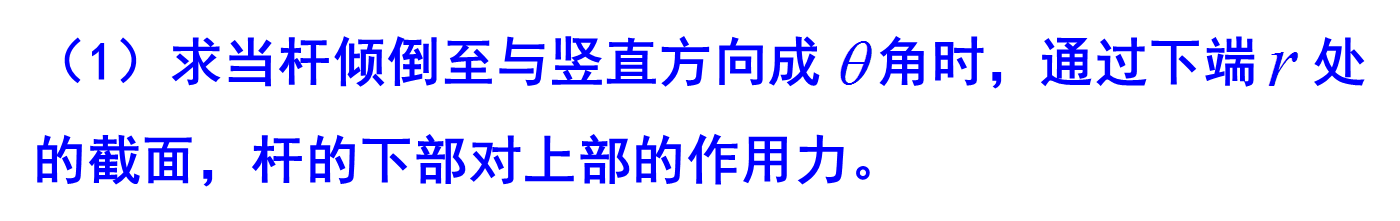 （1）求当杆倾倒至与竖直方向成θ角时，通过下端r处
的截面，杆的下部对上部的作用力。